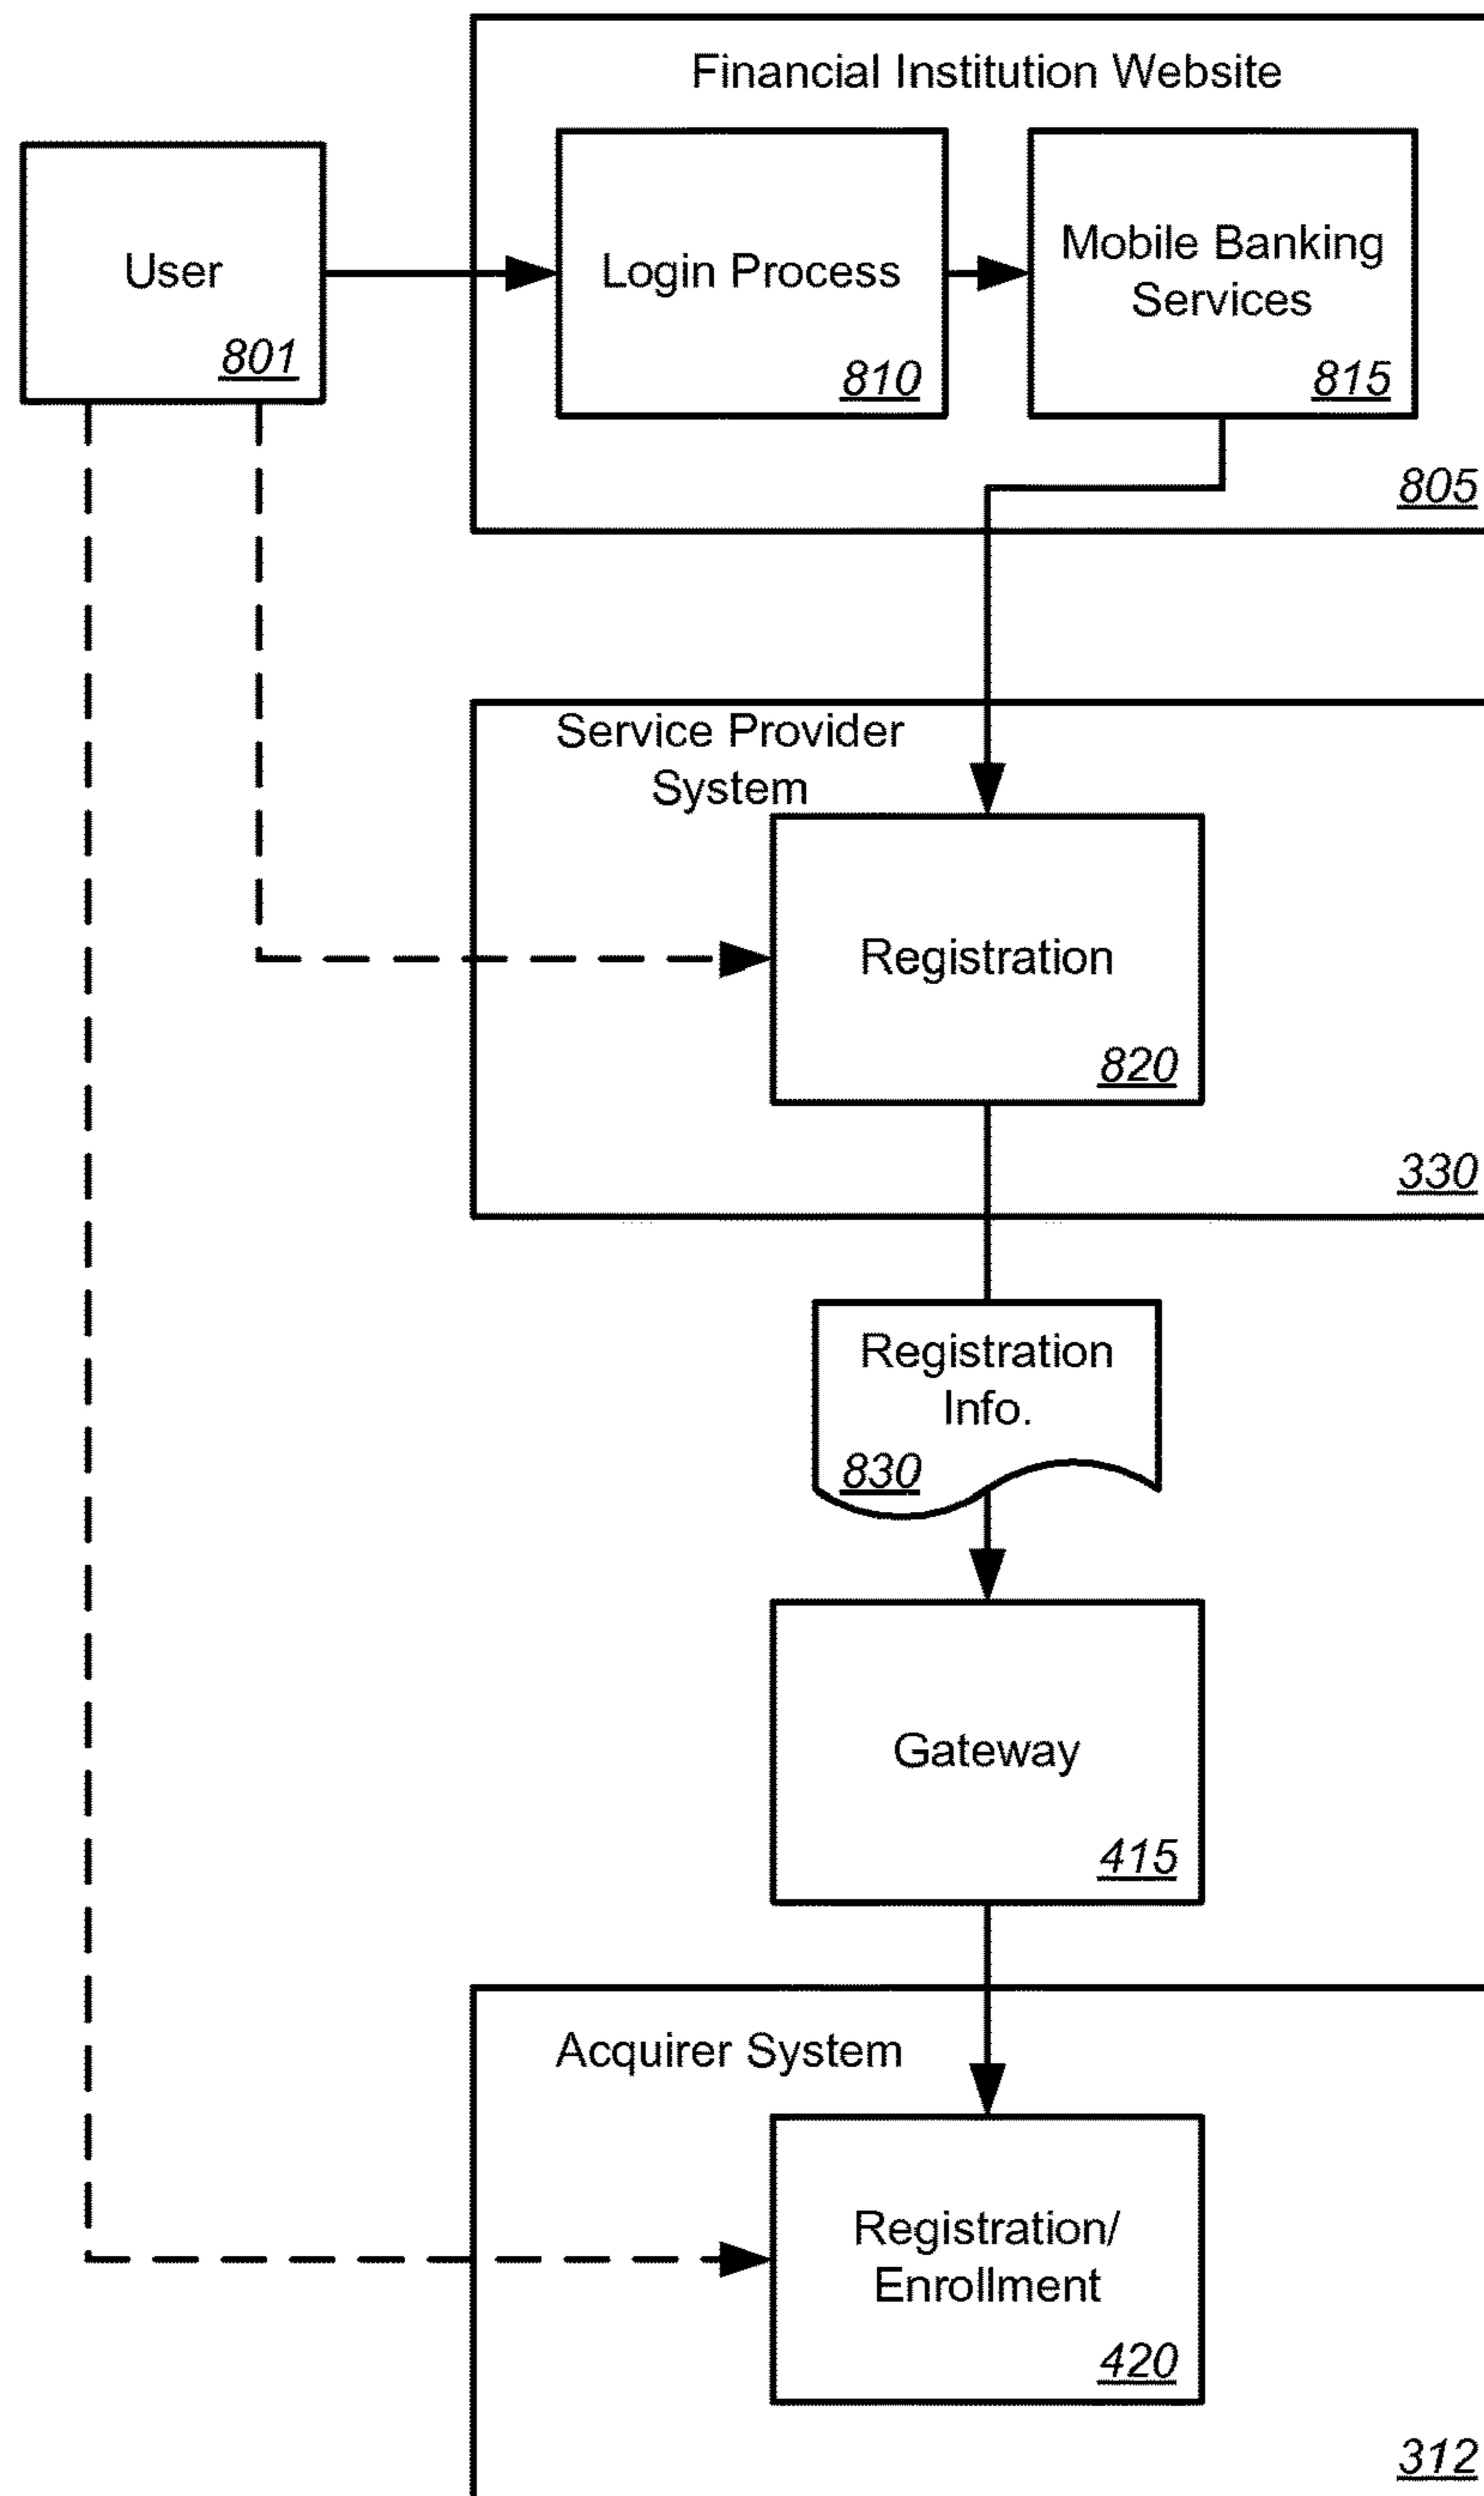 Financial Institution Website
User
801
Login Process
810
Mobile Banking
Services
815
805
Service Provider
System
Registration
820
330
Registration
Info.
830
Gateway
415
Acquirer System
Registration/
Enrollment
420
312